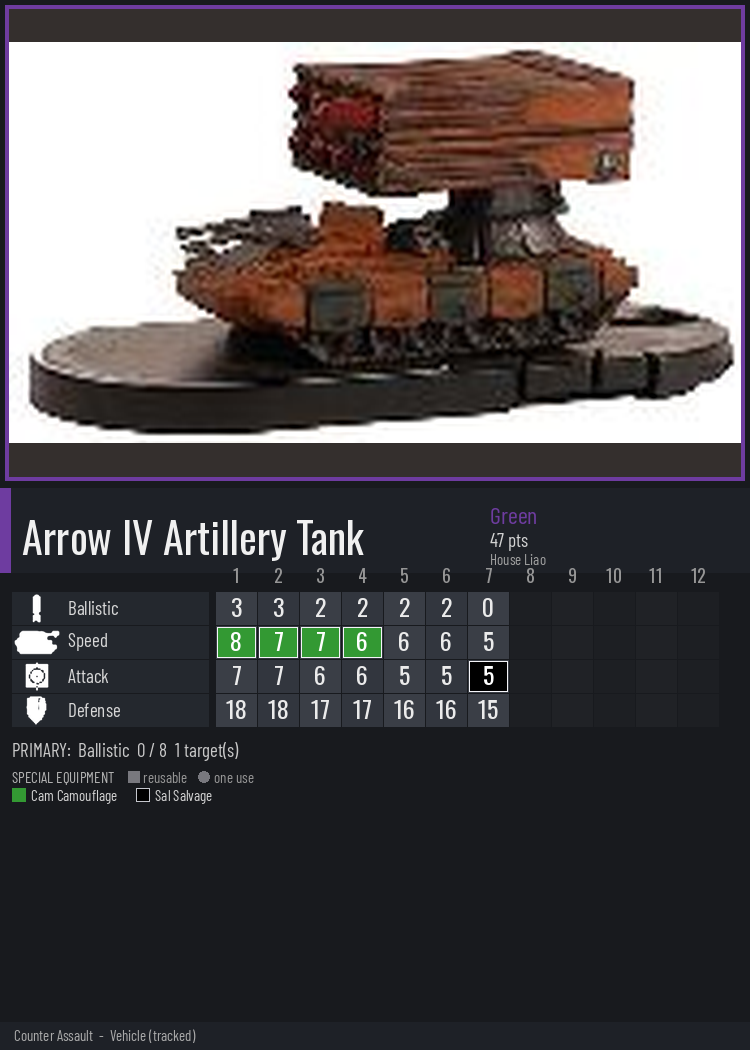 Arrow IV Artillery Tank
Green
47 pts
House Liao
1 2 3 4 5 6 7 8 9 10 11 12
Ballistic 3 3 2 2 2 2 0
Speed 8 7 7 6 6 6 5
Attack 7 7 6 6 5 5 5
Defense 18 18 17 17 16 16 15
PRIMARY: Ballistic 0 / 8 1 target(s)
SPECIAL EQUIPMENT reusable one use
Cam Camouflage Sal Salvage
Counter Assault - Vehicle (tracked)